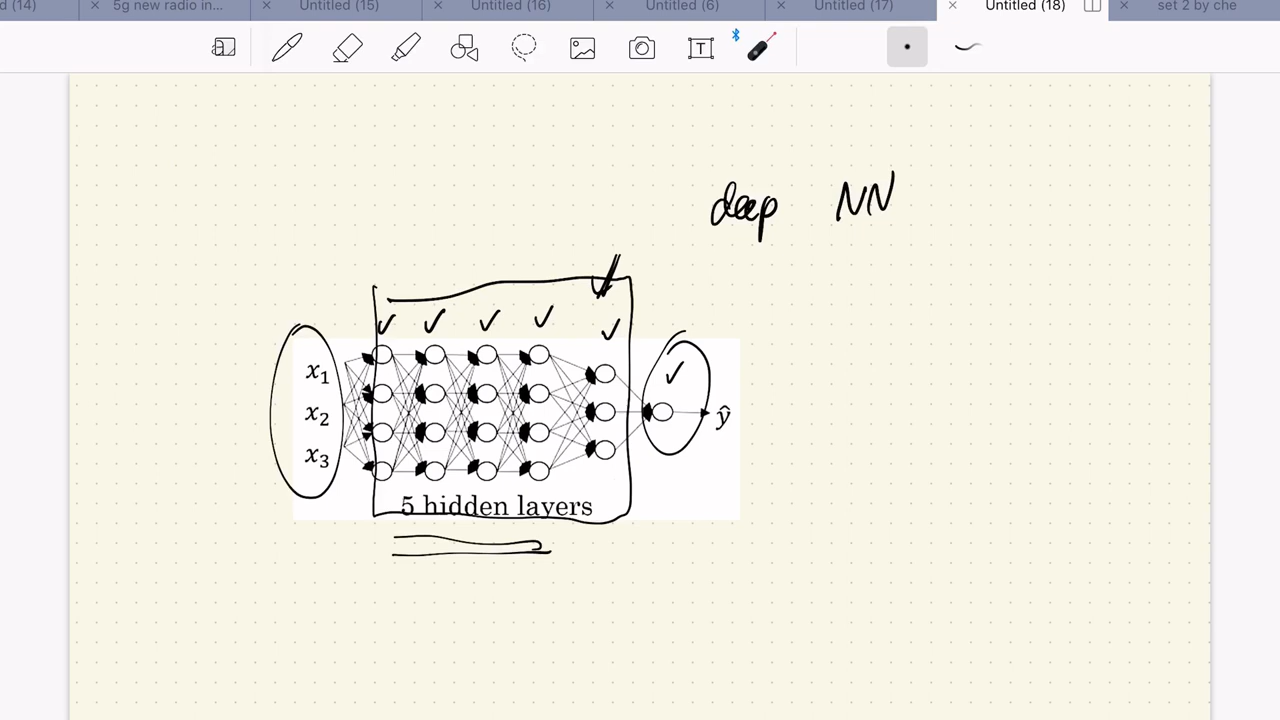 d (14) 5g new radio in... Untitled (15) Untitled (16) Untitled (6) Untitled (17) Untitled (18) set 2 by che
T
deep NN
x₁
x₂
x₃
ŷ
5 hidden layers